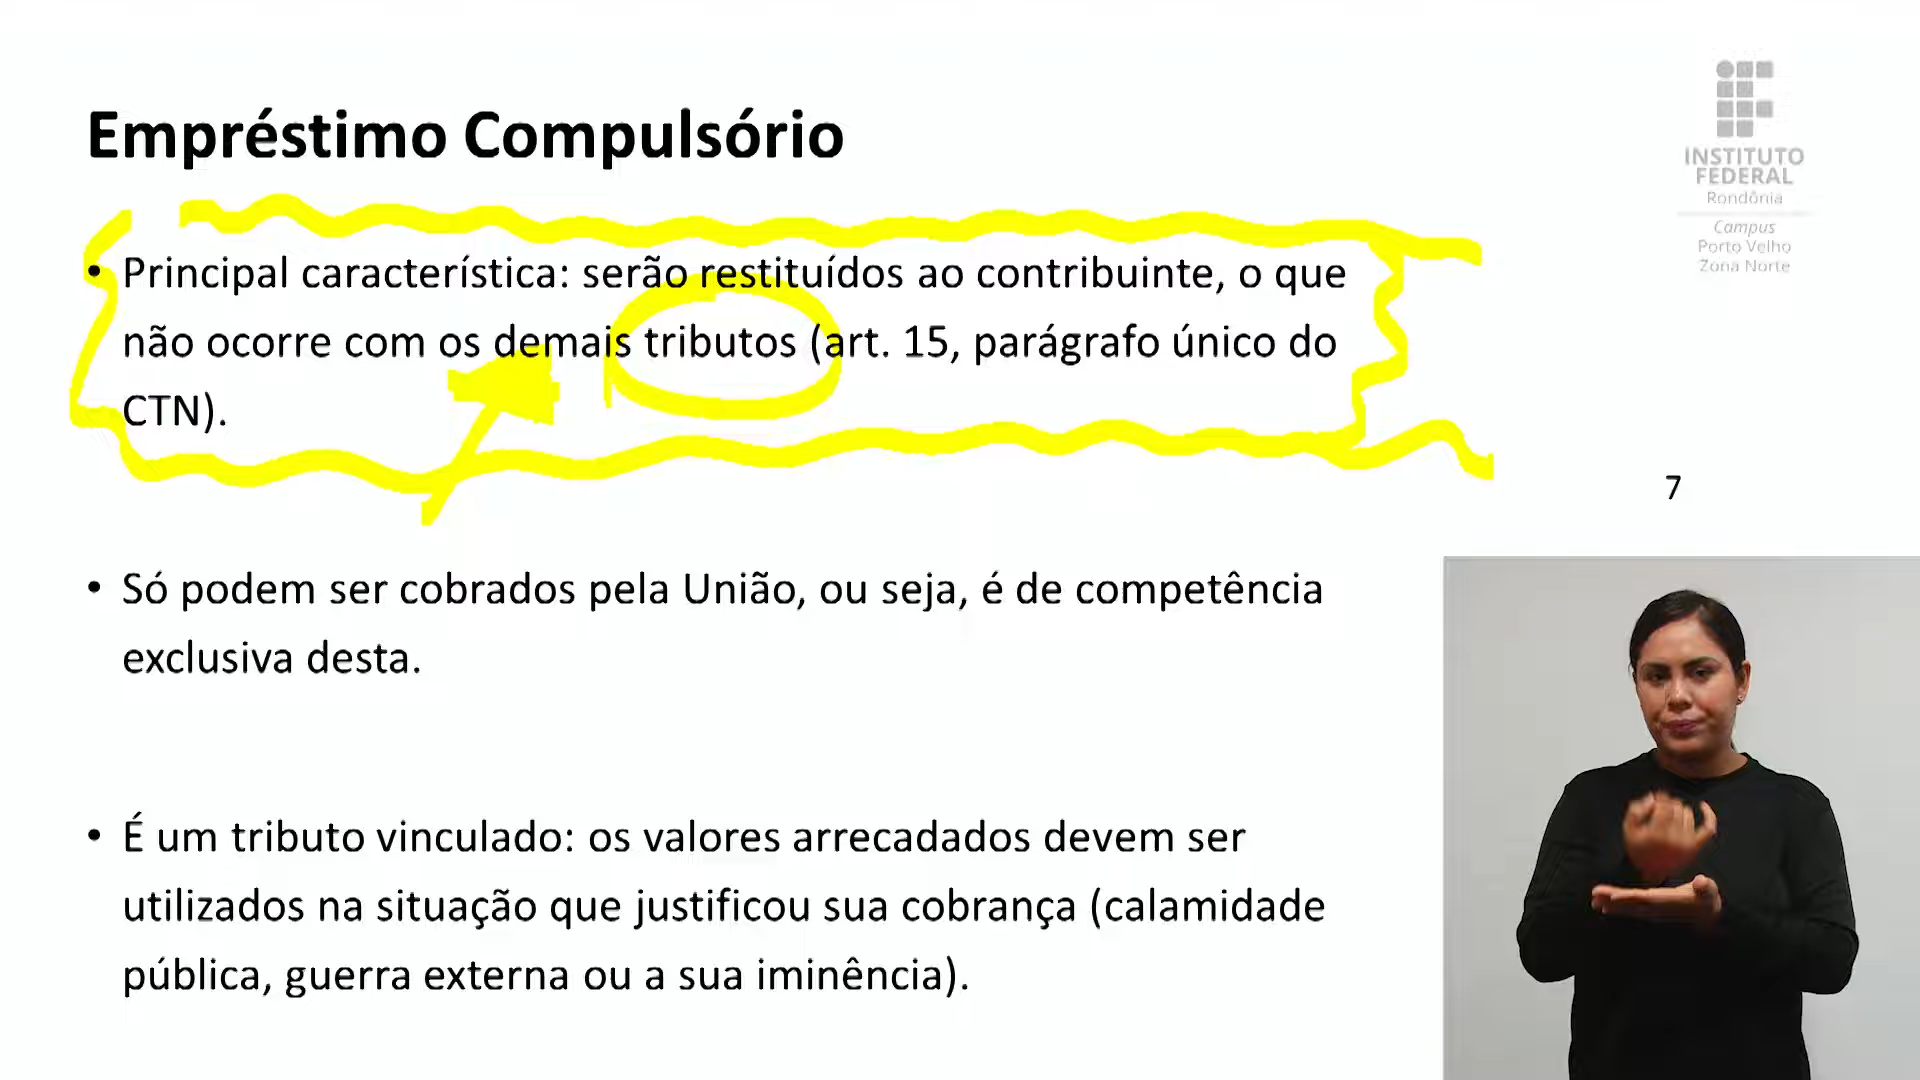 Empréstimo Compulsório
INSTITUTO
FEDERAL
Rondônia
Campus
Porto Velho
Zona Norte
• Principal característica: serão restituídos ao contribuinte, o que
não ocorre com os demais tributos (art. 15, parágrafo único do
CTN).
7
• Só podem ser cobrados pela União, ou seja, é de competência
exclusiva desta.
• É um tributo vinculado: os valores arrecadados devem ser
utilizados na situação que justificou sua cobrança (calamidade
pública, guerra externa ou a sua iminência).